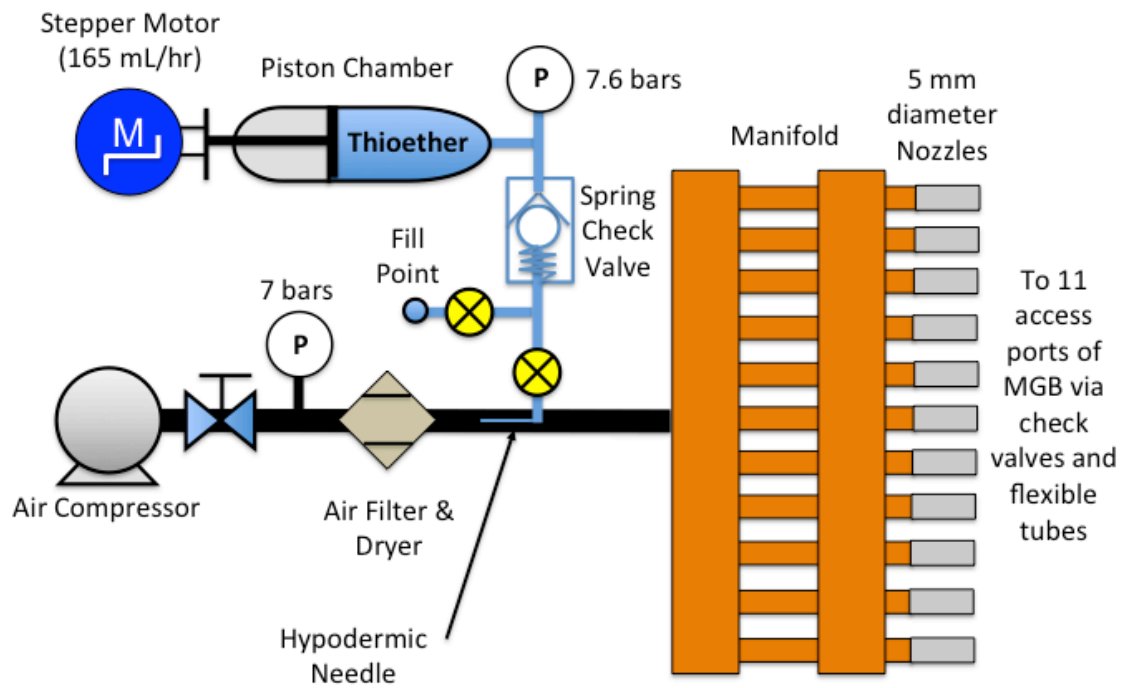 Stepper Motor
(165 mL/hr)
Piston Chamber
P
7.6 bars
5 mm
diameter
Nozzles
Manifold
M
Thioether
Spring
Check
Valve
Fill
Point
7 bars
P
To 11
access
ports of
MGB via
check
valves and
flexible
tubes
Air Compressor
Air Filter &
Dryer
Hypodermic
Needle